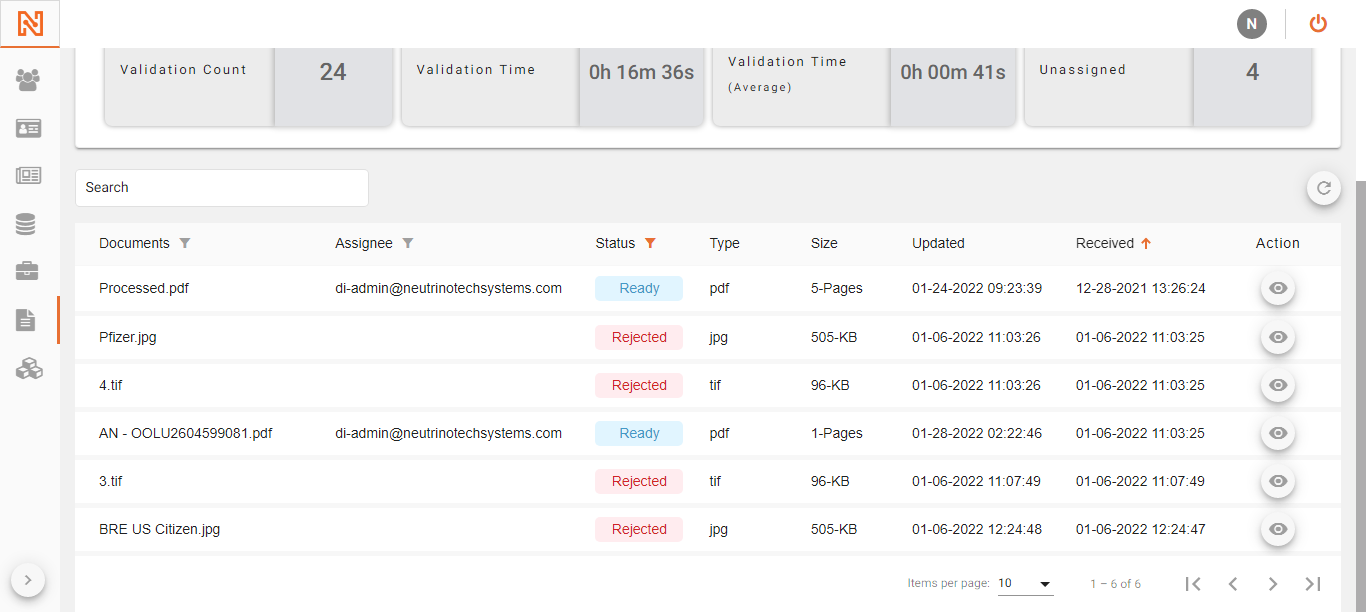 N
Validation Count 24 Validation Time 0h 16m 36s Validation Time 0h 00m 41s Unassigned 4
(Average)
Search
Documents Assignee Status Type Size Updated Received Action
Processed.pdf di-admin@neutrinotechsystems.com Ready pdf 5-Pages 01-24-2022 09:23:39 12-28-2021 13:26:24
Pfizer.jpg Rejected jpg 505-KB 01-06-2022 11:03:26 01-06-2022 11:03:25
4.tif Rejected tif 96-KB 01-06-2022 11:03:26 01-06-2022 11:03:25
AN - OOLU2604599081.pdf di-admin@neutrinotechsystems.com Ready pdf 1-Pages 01-28-2022 02:22:46 01-06-2022 11:03:25
3.tif Rejected tif 96-KB 01-06-2022 11:07:49 01-06-2022 11:07:49
BRE US Citizen.jpg Rejected jpg 505-KB 01-06-2022 12:24:48 01-06-2022 12:24:47
Items per page: 10 1 – 6 of 6